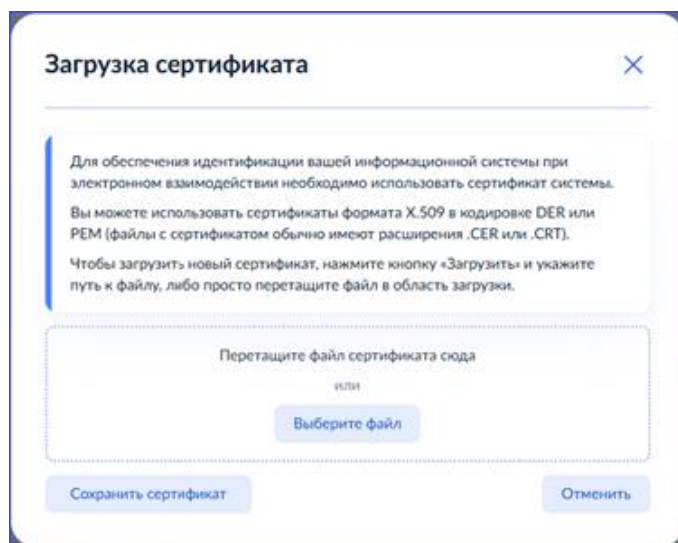 Загрузка сертификата
Для обеспечения идентификации вашей информационной системы при
электронном взаимодействии необходимо использовать сертификат системы.
Вы можете использовать сертификаты формата X.509 в кодировке DER или
PEM (файлы с сертификатом обычно имеют расширения .CER или .CRT).
Чтобы загрузить новый сертификат, нажмите кнопку «Загрузить» и укажите
путь к файлу, либо просто перетащите файл в область загрузки.
Перетащите файл сертификата сюда
или
Выберите файл
Сохранить сертификат
Отменить